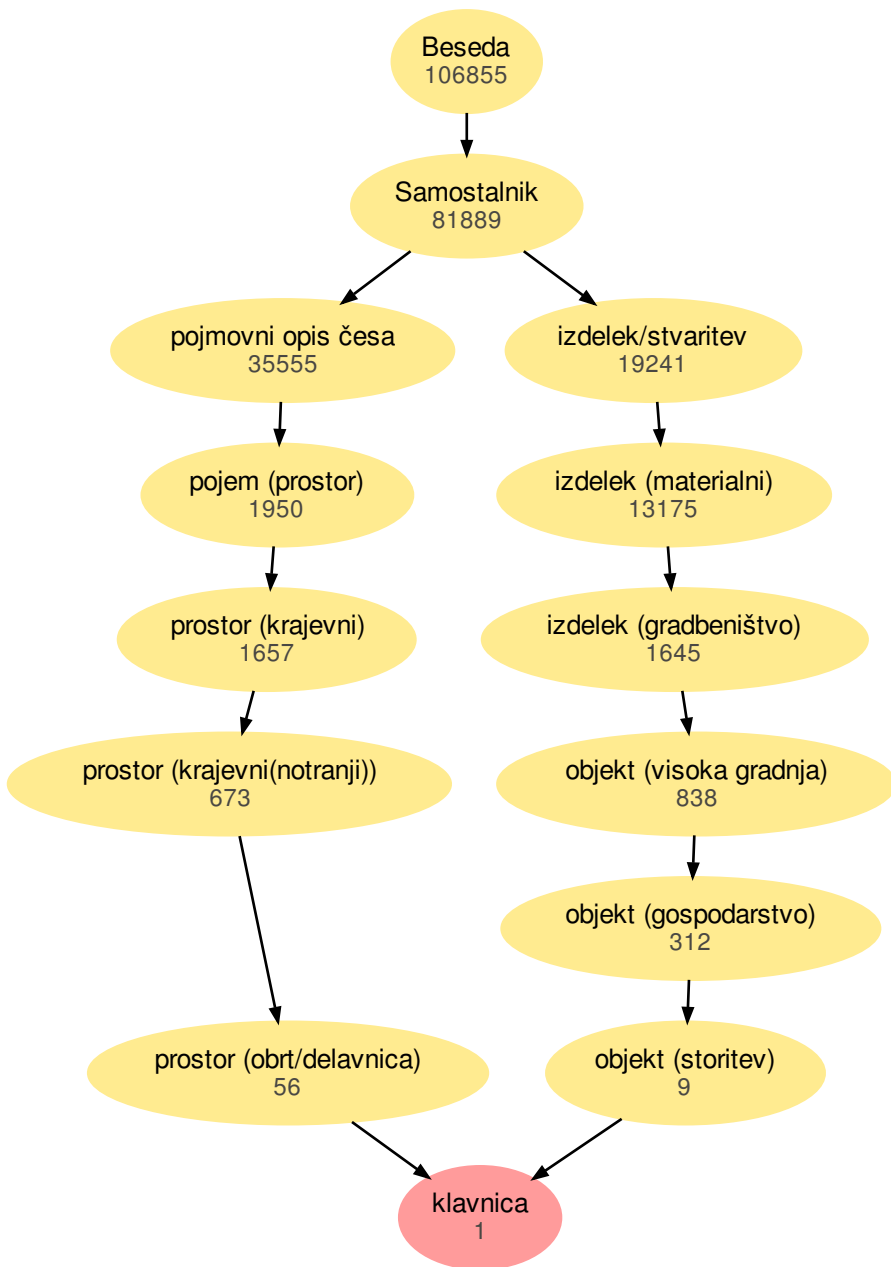 Beseda
106855
Samostalnik
81889
pojmovni opis česa
35555
izdelek/stvaritev
19241
pojem (prostor)
1950
izdelek (materialni)
13175
prostor (krajevni)
1657
izdelek (gradbeništvo)
1645
prostor (krajevni(notranji))
673
objekt (visoka gradnja)
838
objekt (gospodarstvo)
312
prostor (obrt/delavnica)
56
objekt (storitev)
9
klavnica
1